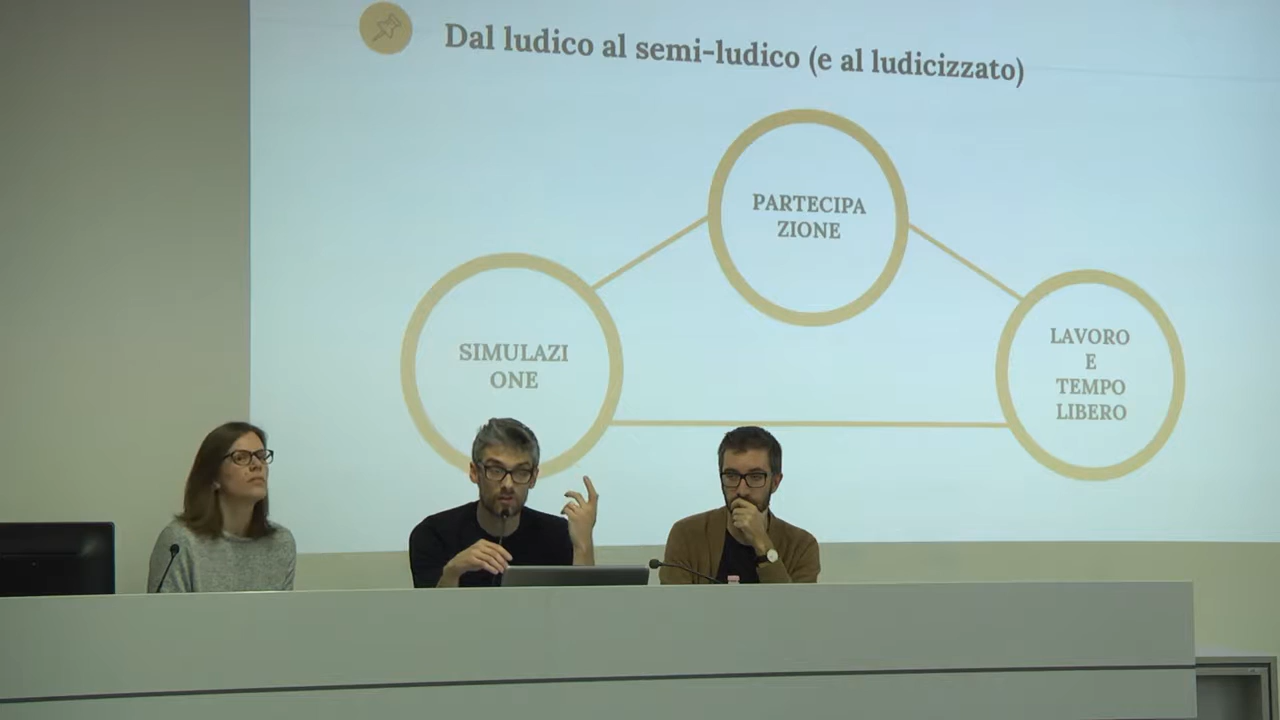 Dal ludico al semi-ludico (e al ludicizzato)
PARTECIPA
ZIONE
SIMULAZI
ONE
LAVORO
E
TEMPO
LIBERO